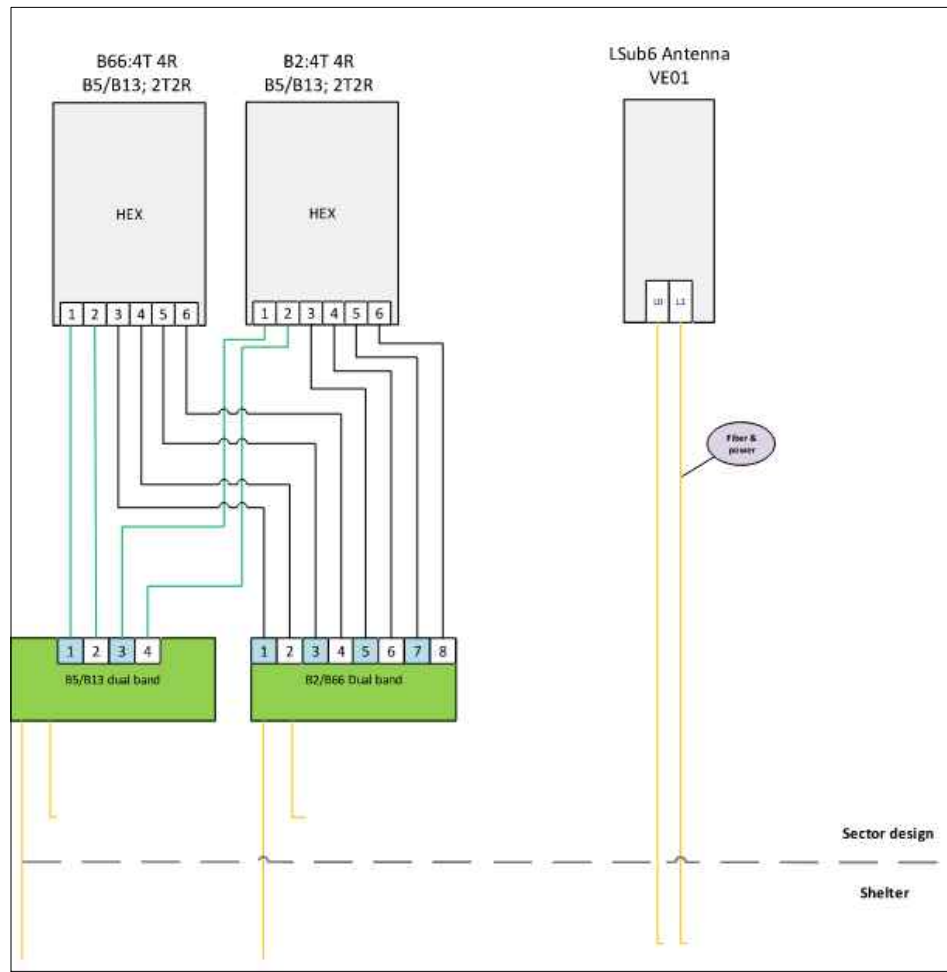 B66:4T 4R
B5/B13; 2T2R
B2:4T 4R
B5/B13; 2T2R
LSub6 Antenna
VE01
HEX
HEX
1 2 3 4 5 6
1 2 3 4 5 6
L0 L1
Fiber &
power
1 2 3 4
B5/B13 dual band
1 2 3 4 5 6 7 8
B2/B66 Dual band
Sector design
Shelter